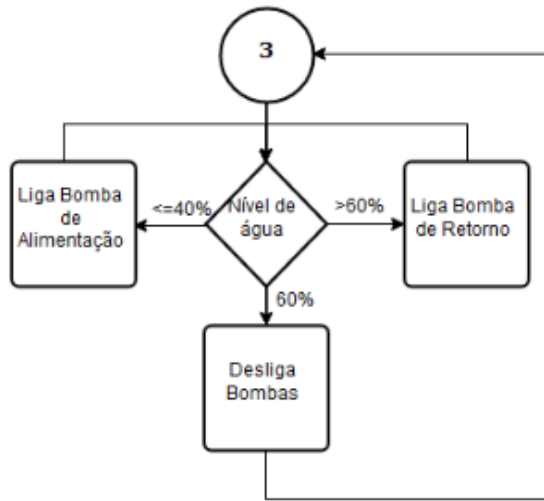 3
Liga Bomba
de
Alimentação
<=40%
Nível de
água
>60%
Liga Bomba
de Retorno
60%
Desliga
Bombas